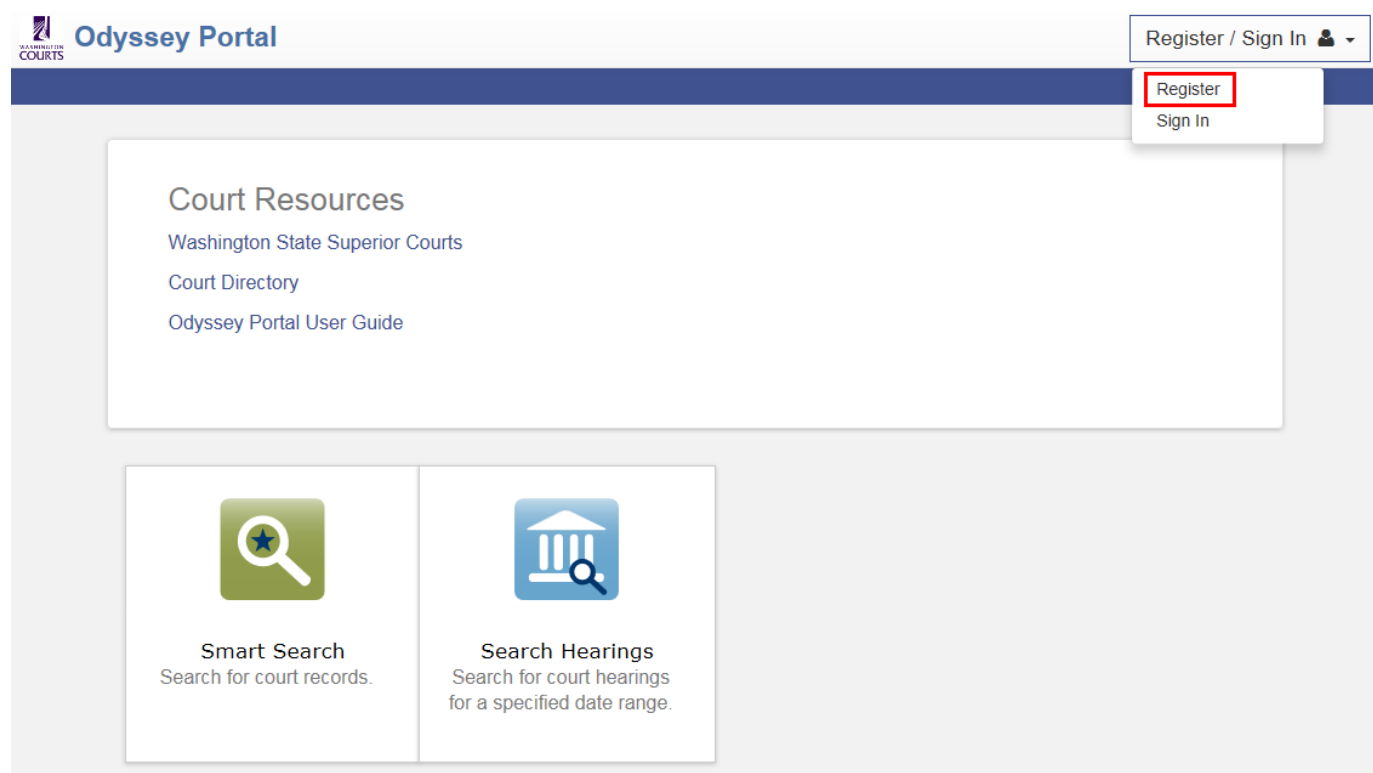 WASHINGTON
COURTS
Odyssey Portal
Register / Sign In
Register
Sign In
Court Resources
Washington State Superior Courts
Court Directory
Odyssey Portal User Guide
Smart Search
Search for court records.
Search Hearings
Search for court hearings
for a specified date range.